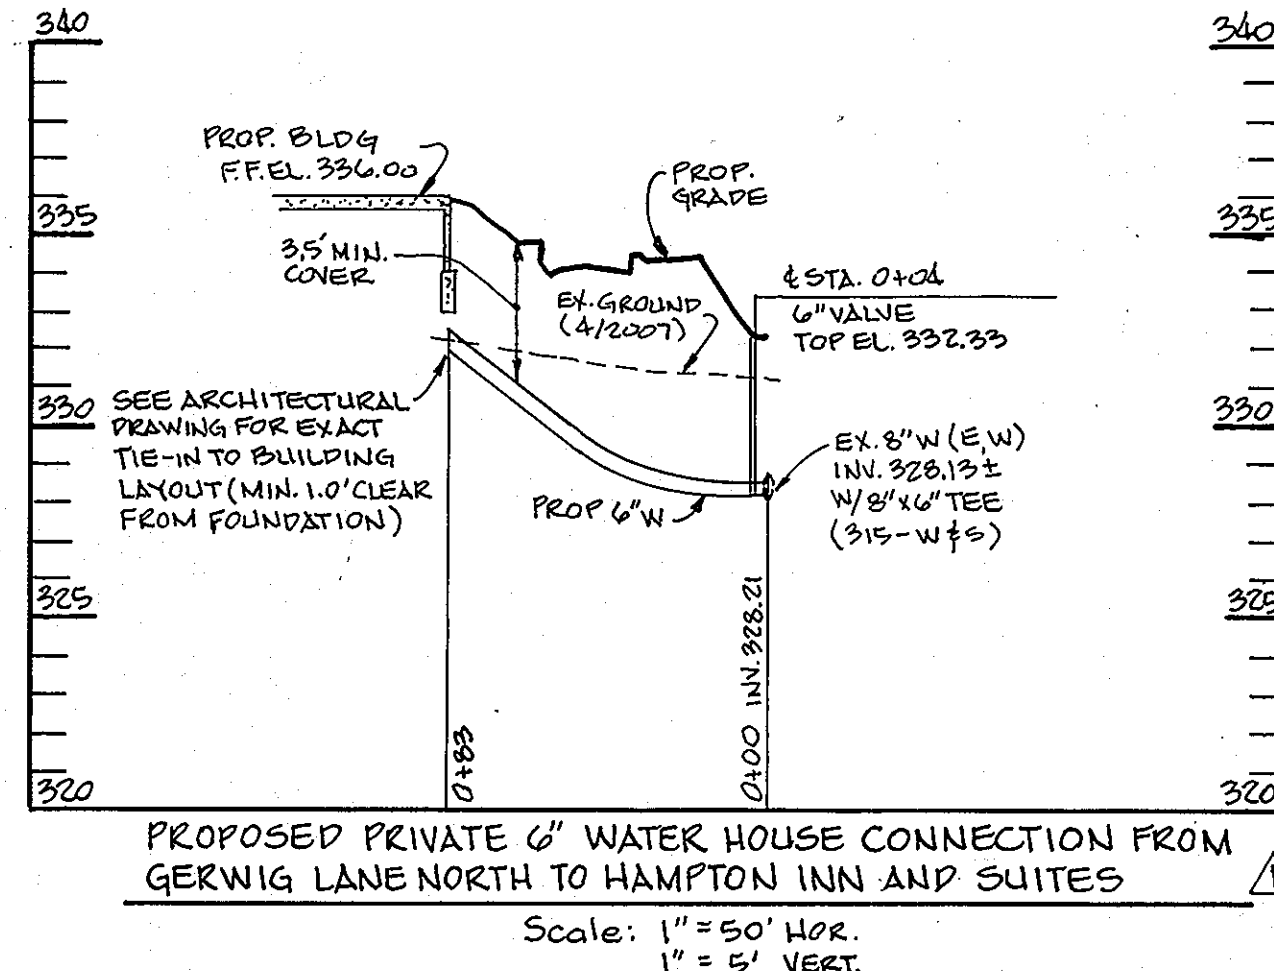 340
340
PROP. BLDG
F.F.EL. 336.00
PROP.
GRADE
335
335
3.5' MIN.
COVER
EX. GROUND
(4/2007)
℄ STA. 0+04
6" VALVE
TOP EL. 332.33
330
330
SEE ARCHITECTURAL
DRAWING FOR EXACT
TIE-IN TO BUILDING
LAYOUT (MIN. 1.0' CLEAR
FROM FOUNDATION)
PROP. 6" W
EX. 8" W (E,W)
INV. 328.13 ±
W/ 8" X 6" TEE
(315-W & S)
325
325
0+83
0+00 INV. 328.21
320
320
PROPOSED PRIVATE 6" WATER HOUSE CONNECTION FROM
GERWIG LANE NORTH TO HAMPTON INN AND SUITES
Scale: 1" = 50' HOR.
1" = 5' VERT.